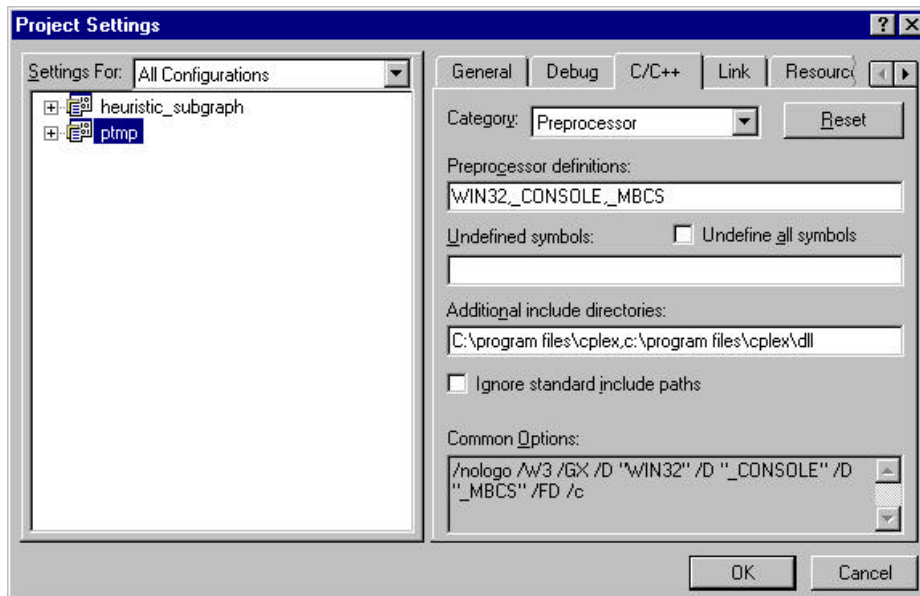 Project Settings
Settings For: All Configurations
heuristic_subgraph
ptmp
General Debug C/C++ Link
Category: Preprocessor Reset
Preprocessor definitions:
WIN32,_CONSOLE,_MBCS
Undefined symbols: Undefine all symbols
Additional include directories:
C:\program files\cplex,c:\program files\cplex\dll
Ignore standard include paths
Common Options:
/nologo /W3 /GX /D "WIN32" /D "_CONSOLE" /D
"_MBCS" /FD /c
OK Cancel